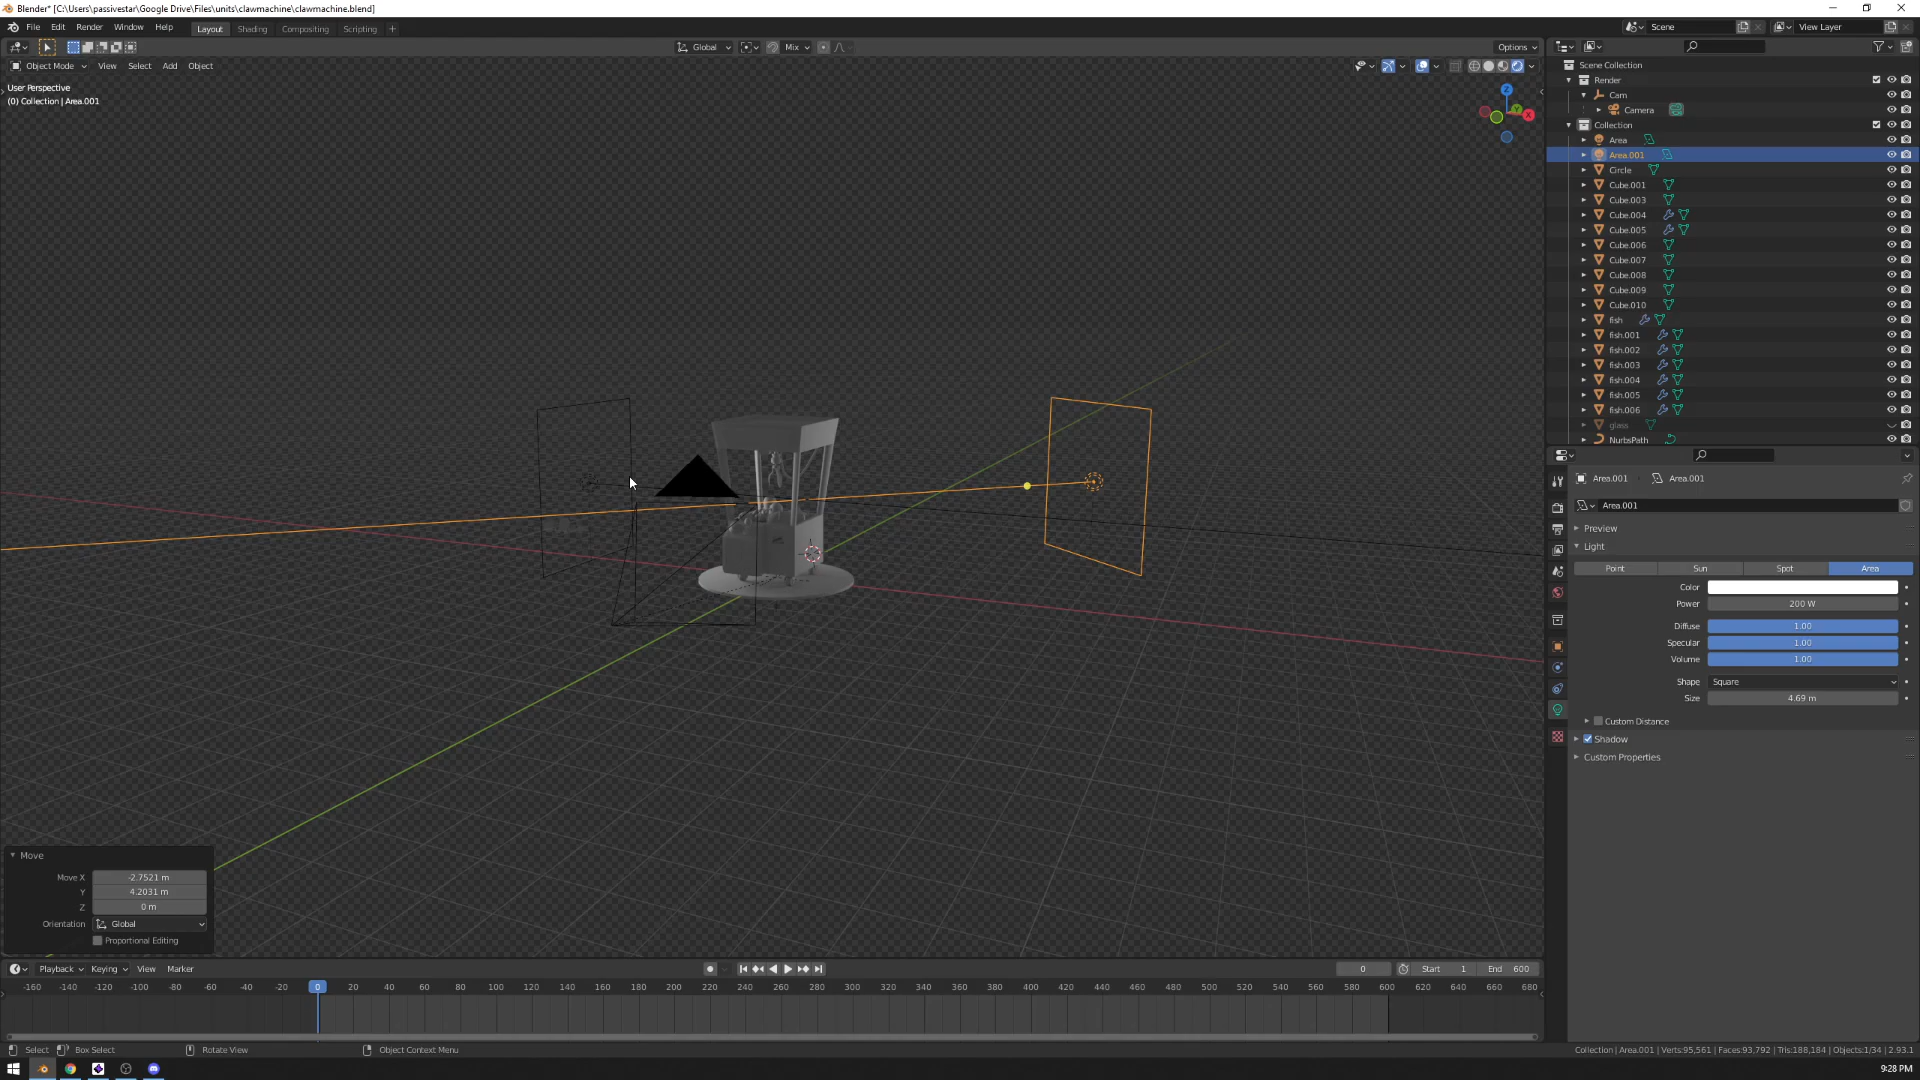 Blender* [C:\Users\passivestar\Google Drive\Files\units\clawmachine\clawmachine.blend]
File Edit Render Window Help Layout Shading Compositing Scripting + Scene View Layer
Global Mix Options
Object Mode View Select Add Object
User Perspective
(0) Collection | Area.001
Z
Y
X
Scene Collection
Render
Cam
Camera
Collection
Area
Area.001
Circle
Cube.001
Cube.003
Cube.004
Cube.005
Cube.006
Cube.007
Cube.008
Cube.009
Cube.010
fish
fish.001
fish.002
fish.003
fish.004
fish.005
fish.006
glass
NurbsPath
Area.001 Area.001
Area.001
Preview
Light
Point Sun Spot Area
Color
Power 200 W
Diffuse 1.00
Specular 1.00
Volume 1.00
Shape Square
Size 4.69 m
Custom Distance
Shadow
Custom Properties
Move
Move X -2.7521 m
Y 4.2031 m
Z 0 m
Orientation Global
Proportional Editing
Playback Keying View Marker 0 Start 1 End 600
-160 -140 -120 -100 -80 -60 -40 -20 0 20 40 60 80 100 120 140 160 180 200 220 240 260 280 300 320 340 360 380 400 420 440 460 480 500 520 540 560 580 600 620 640 660 680
Select Box Select Rotate View Object Context Menu Collection | Area.001 | Verts:95,561 | Faces:93,792 | Tris:188,184 | Objects:1/34 | 2.93.1
9:28 PM